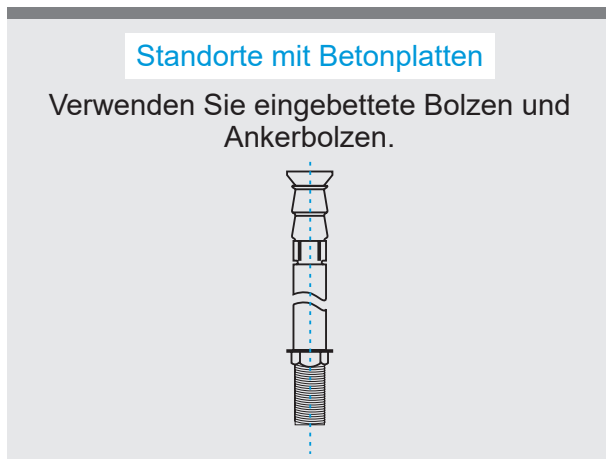 Standorte mit Betonplatten
Verwenden Sie eingebettete Bolzen und
Ankerbolzen.